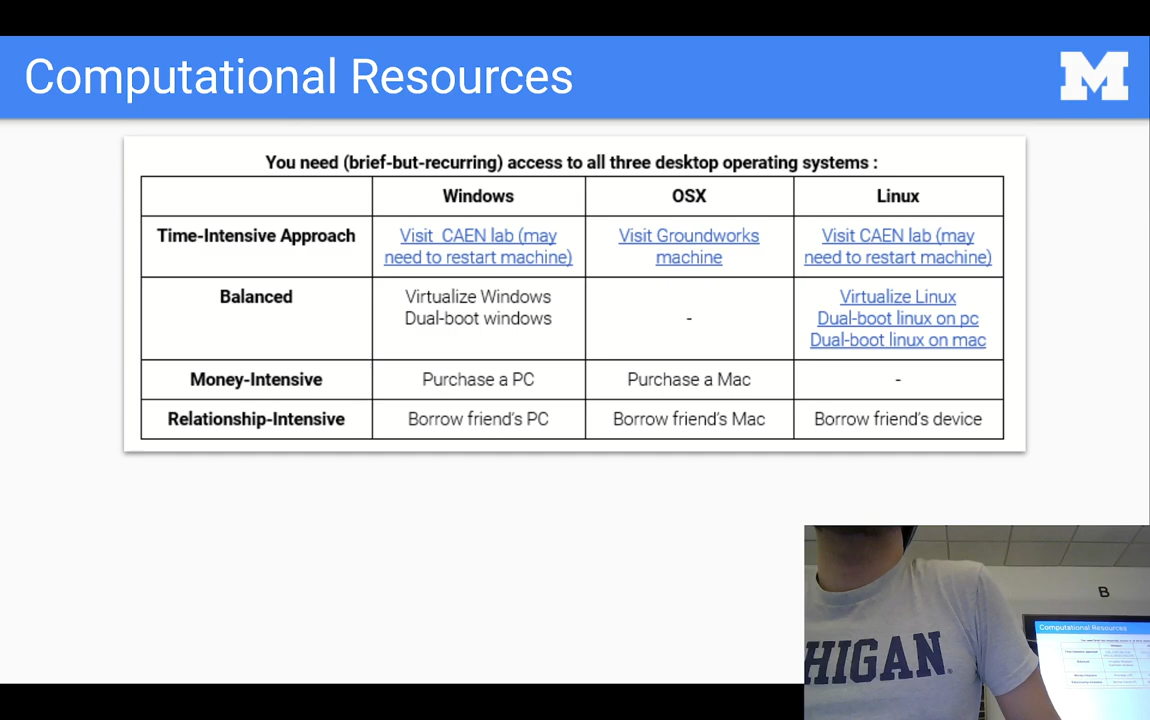 Computational Resources
M
You need (brief-but-recurring) access to all three desktop operating systems :
Windows OSX Linux
Time-Intensive Approach
Visit CAEN lab (may
need to restart machine)
Visit Groundworks
machine
Visit CAEN lab (may
need to restart machine)
Balanced
Virtualize Windows
Dual-boot windows
-
Virtualize Linux
Dual-boot linux on pc
Dual-boot linux on mac
Money-Intensive Purchase a PC Purchase a Mac -
Relationship-Intensive Borrow friend's PC Borrow friend's Mac Borrow friend's device
B
HIGAN
Computational Resources